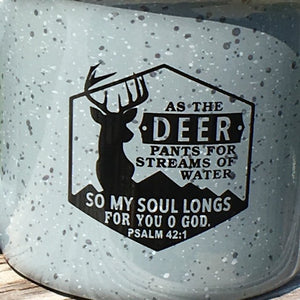 AS THE
DEER
PANTS FOR
STREAMS OF
WATER
SO MY SOUL LONGS
FOR YOU O GOD.
PSALM 42:1